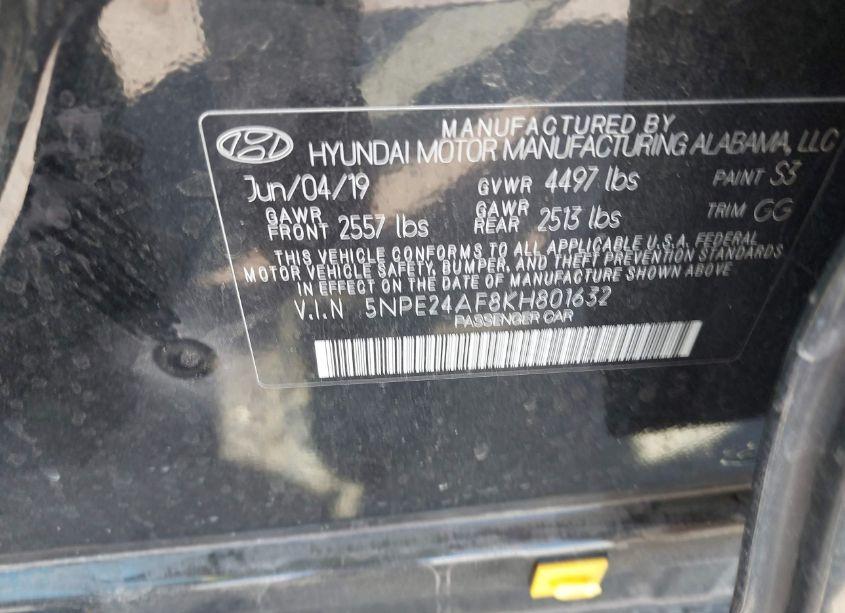 MANUFACTURED BY
HYUNDAI MOTOR MANUFACTURING ALABAMA, LLC
Jun/04/19 GVWR 4497 lbs PAINT S3
GAWR FRONT 2557 lbs GAWR REAR 2513 lbs TRIM GG
THIS VEHICLE CONFORMS TO ALL APPLICABLE U.S.A. FEDERAL
MOTOR VEHICLE SAFETY, BUMPER, AND THEFT PREVENTION STANDARDS
IN EFFECT ON THE DATE OF MANUFACTURE SHOWN ABOVE
V.I.N 5NPE24AF8KH801632
PASSENGER CAR